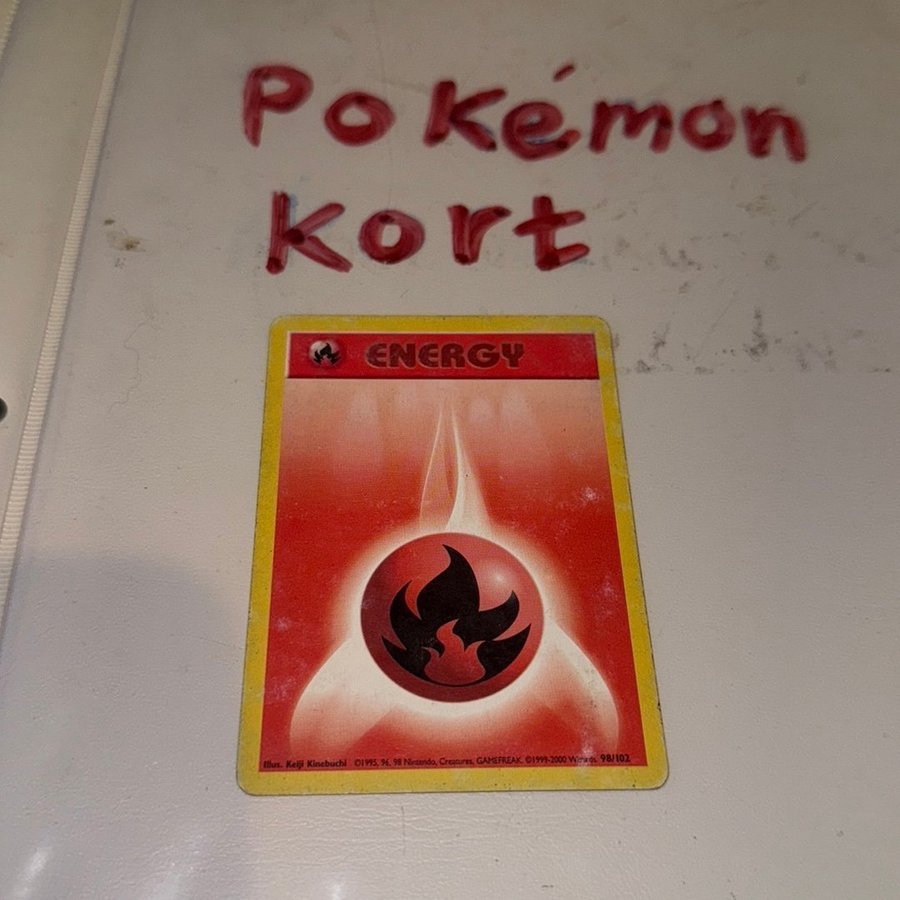 Pokémon
Kort
ENERGY
Illus. Keiji Kinebuchi ©1995, 96, 98 Nintendo, Creatures, GAMEFREAK. ©1999-2000 Wizards. 98/102